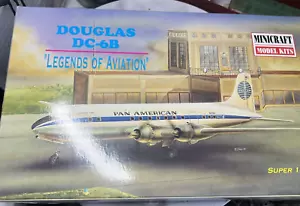 DOUGLAS
DC-6B
'LEGENDS OF AVIATION'
MINICRAFT
MODEL KITS
PAN AMERICAN
SUPER 1